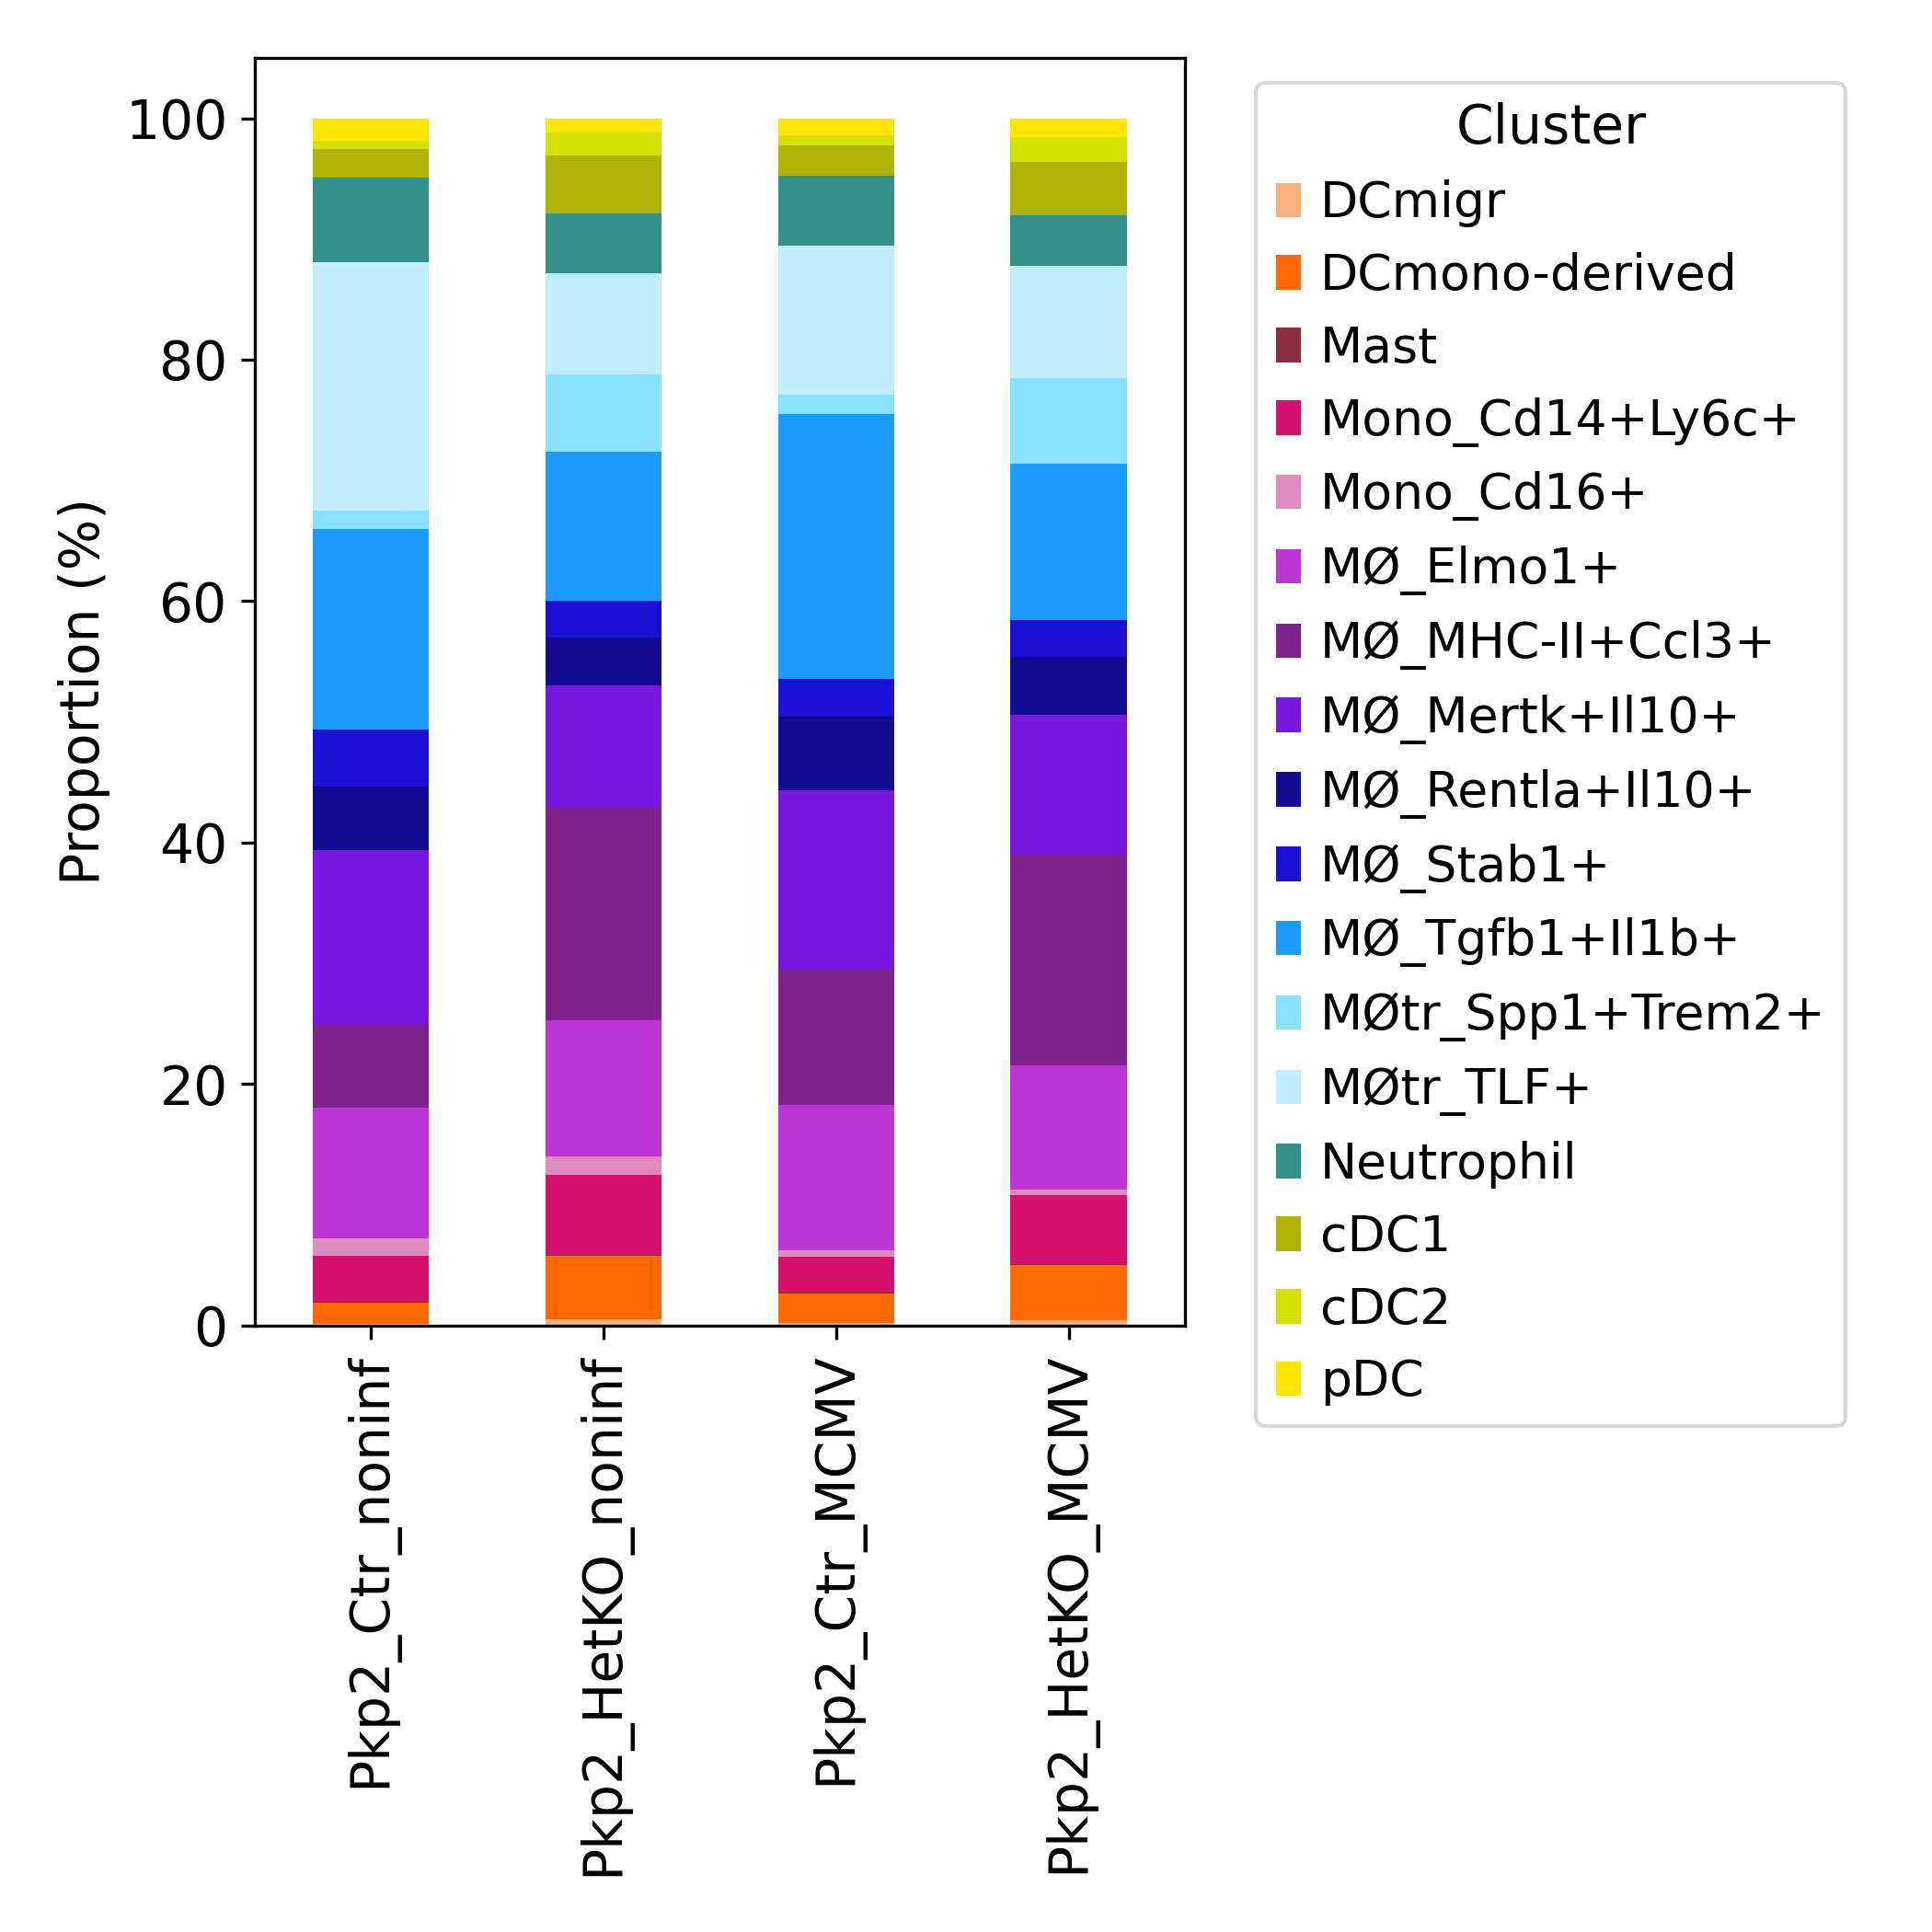 100
80
60
40
20
0
Proportion (%)
Pkp2_Ctr_noninf
Pkp2_HetKO_noninf
Pkp2_Ctr_MCMV
Pkp2_HetKO_MCMV
Cluster
DCmigr
DCmono-derived
Mast
Mono_Cd14+Ly6c+
Mono_Cd16+
MØ_Elmo1+
MØ_MHC-II+Ccl3+
MØ_Mertk+Il10+
MØ_Rentla+Il10+
MØ_Stab1+
MØ_Tgfb1+Il1b+
MØtr_Spp1+Trem2+
MØtr_TLF+
Neutrophil
cDC1
cDC2
pDC